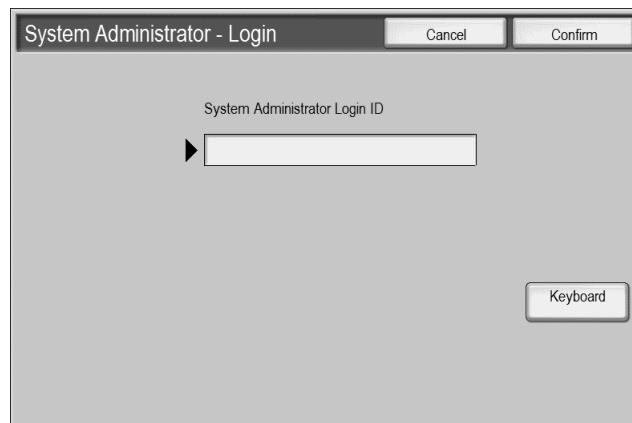 System Administrator - Login
Cancel
Confirm
System Administrator Login ID
Keyboard